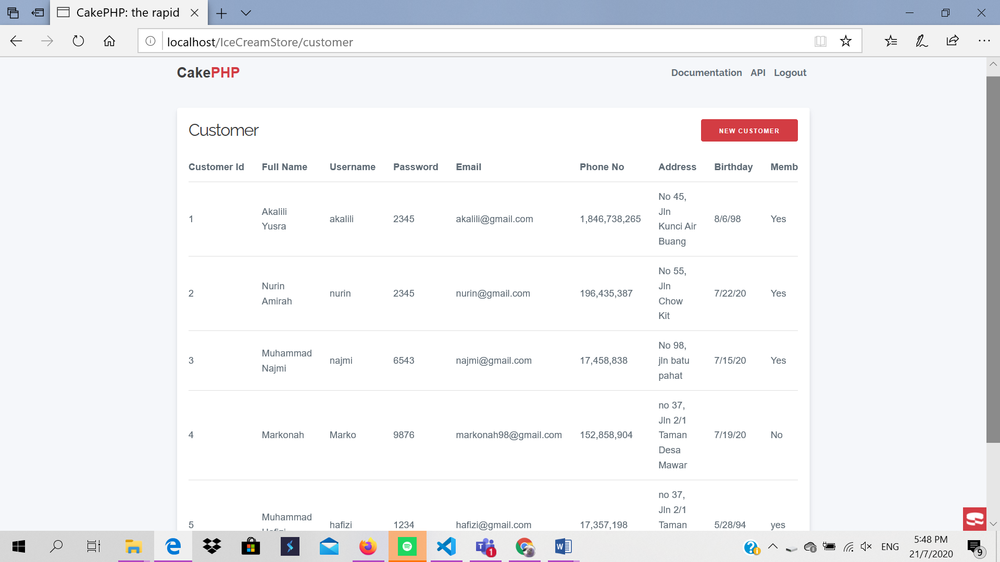 CakePHP: the rapid
localhost/IceCreamStore/customer
CakePHP
Documentation API Logout
Customer
NEW CUSTOMER
Customer Id Full Name Username Password Email Phone No Address Birthday Memb
1 Akalili Yusra akalili 2345 akalili@gmail.com 1,846,738,265 No 45, Jln Kunci Air Buang 8/6/98 Yes
2 Nurin Amirah nurin 2345 nurin@gmail.com 196,435,387 No 55, Jln Chow Kit 7/22/20 Yes
3 Muhammad Najmi najmi 6543 najmi@gmail.com 17,458,838 No 98, jln batu pahat 7/15/20 Yes
4 Markonah Marko 9876 markonah98@gmail.com 152,858,904 no 37, Jln 2/1 Taman Desa Mawar 7/19/20 No
5 Muhammad Hafizi hafizi 1234 hafizi@gmail.com 17,357,198 no 37, Jln 2/1 Taman 5/28/94 yes
1
ENG
5:48 PM
21/7/2020
9